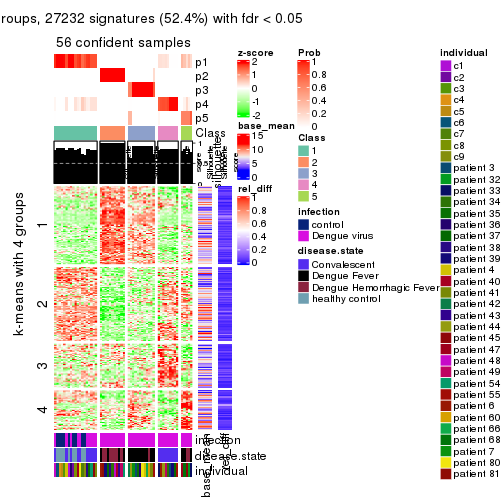 roups, 27232 signatures (52.4%) with fdr < 0.05
56 confident samples
p1
p2
p3
p4
p5
Class
silhouette score
k-means with 4 groups
1
2
3
4
infection
disease.state
individual
base_mean
rel_diff
z-score
2
1
0
-1
-2
base_mean
15
10
5
0
rel_diff
1
0.8
0.6
0.4
0.2
0
Prob
1
0.8
0.6
0.4
0.2
0
Class
1
2
3
4
5
infection
control
Dengue virus
disease.state
Convalescent
Dengue Fever
Dengue Hemorrhagic Fever
healthy control
individual
c1
c2
c3
c4
c5
c6
c7
c8
c9
patient 3
patient 32
patient 33
patient 34
patient 35
patient 36
patient 37
patient 38
patient 39
patient 4
patient 40
patient 41
patient 42
patient 43
patient 44
patient 45
patient 47
patient 48
patient 49
patient 54
patient 55
patient 6
patient 60
patient 66
patient 68
patient 7
patient 80
patient 81